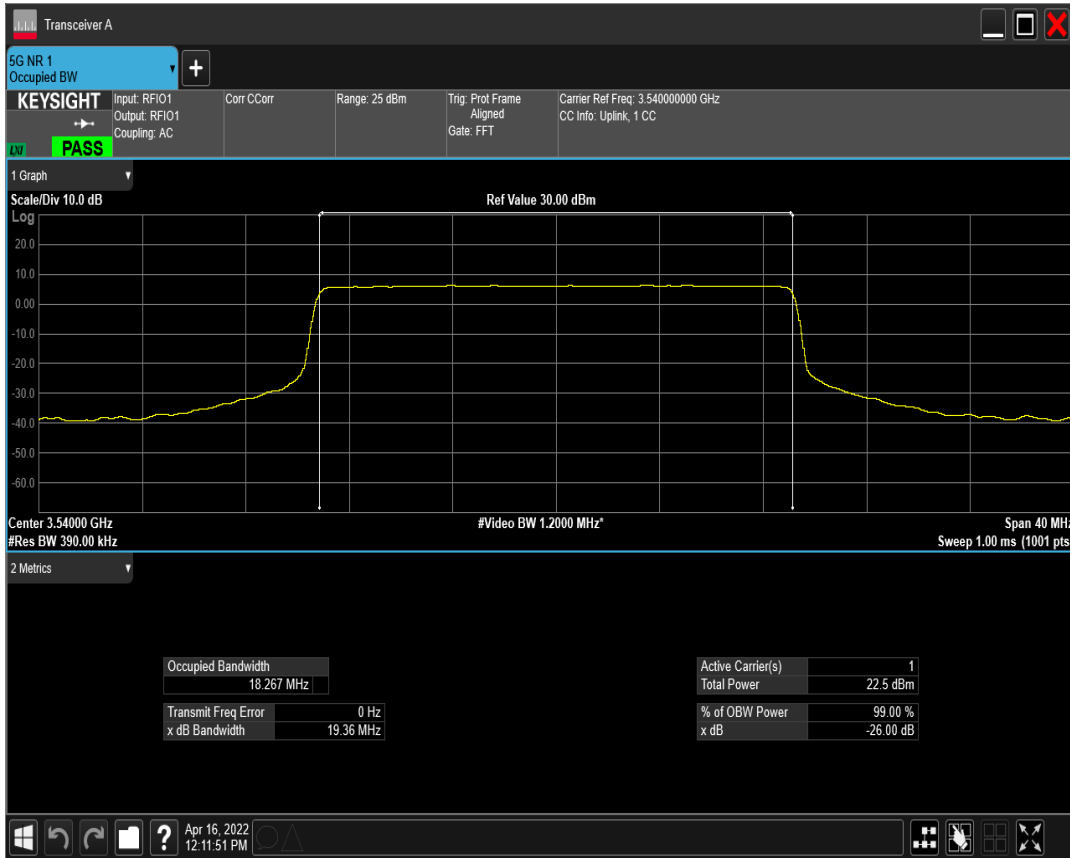 Transceiver A
5G NR 1
Occupied BW
+
KEYSIGHT
Input: RFIO1
Output: RFIO1
Coupling: AC
Corr CCorr
Range: 25 dBm
Trig: Prot Frame
Aligned
Gate: FFT
Carrier Ref Freq: 3.540000000 GHz
CC Info: Uplink, 1 CC
LXI
PASS
1 Graph
Scale/Div 10.0 dB
Ref Value 30.00 dBm
Log
20.0
10.0
0.00
-10.0
-20.0
-30.0
-40.0
-50.0
-60.0
Center 3.54000 GHz
#Video BW 1.2000 MHz*
Span 40 MHz
#Res BW 390.00 kHz
Sweep 1.00 ms (1001 pts
2 Metrics
Occupied Bandwidth
18.267 MHz
Transmit Freq Error 0 Hz
x dB Bandwidth 19.36 MHz
Active Carrier(s) 1
Total Power 22.5 dBm
% of OBW Power 99.00 %
x dB -26.00 dB
?
Apr 16, 2022
12:11:51 PM